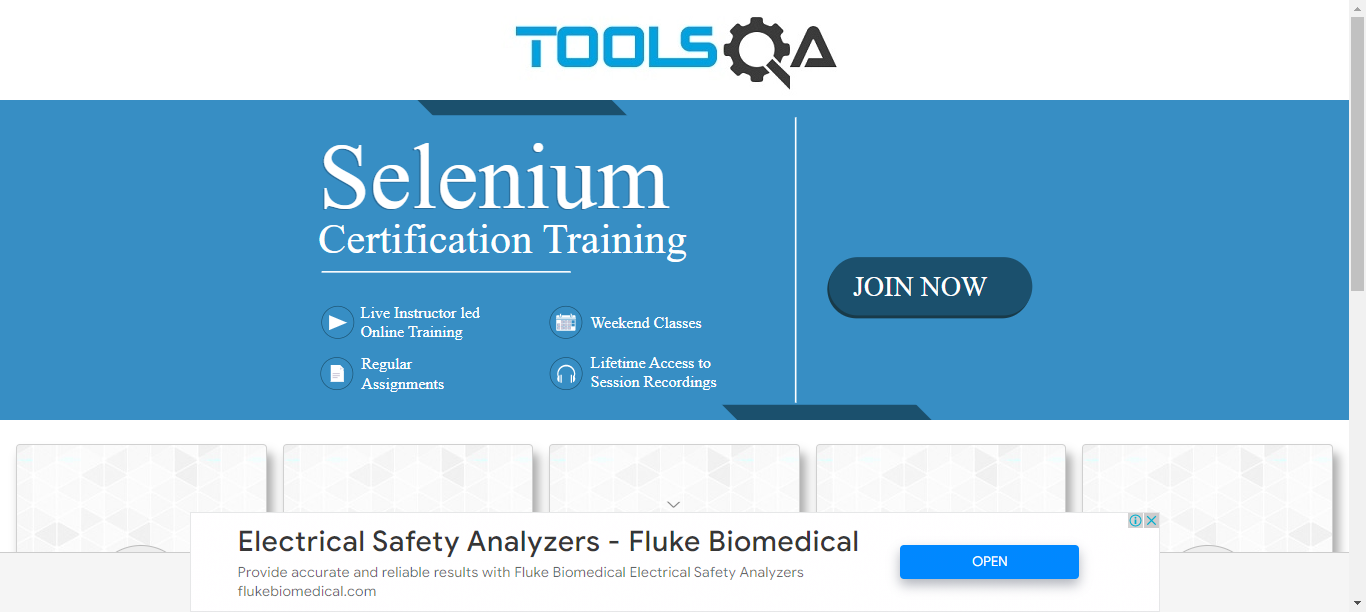 TOOLSQA
Selenium
Certification Training
Live Instructor led
Online Training
Weekend Classes
Regular
Assignments
Lifetime Access to
Session Recordings
JOIN NOW
Electrical Safety Analyzers - Fluke Biomedical
Provide accurate and reliable results with Fluke Biomedical Electrical Safety Analyzers
flukebiomedical.com
OPEN